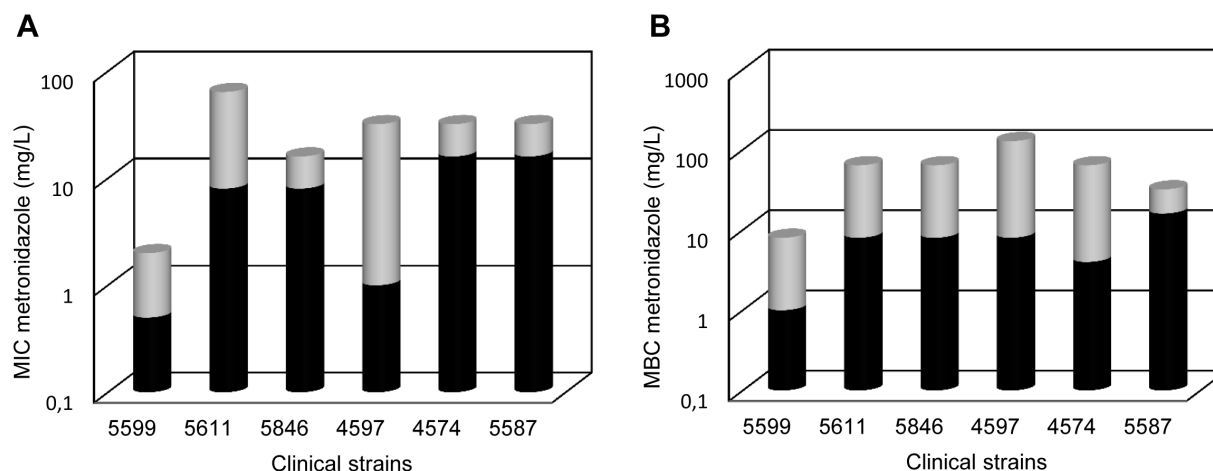 A
MIC metronidazole (mg/L)
100
10
1
0,1
5599 5611 5846 4597 4574 5587
Clinical strains
B
MBC metronidazole (mg/L)
1000
100
10
1
0,1
5599 5611 5846 4597 4574 5587
Clinical strains